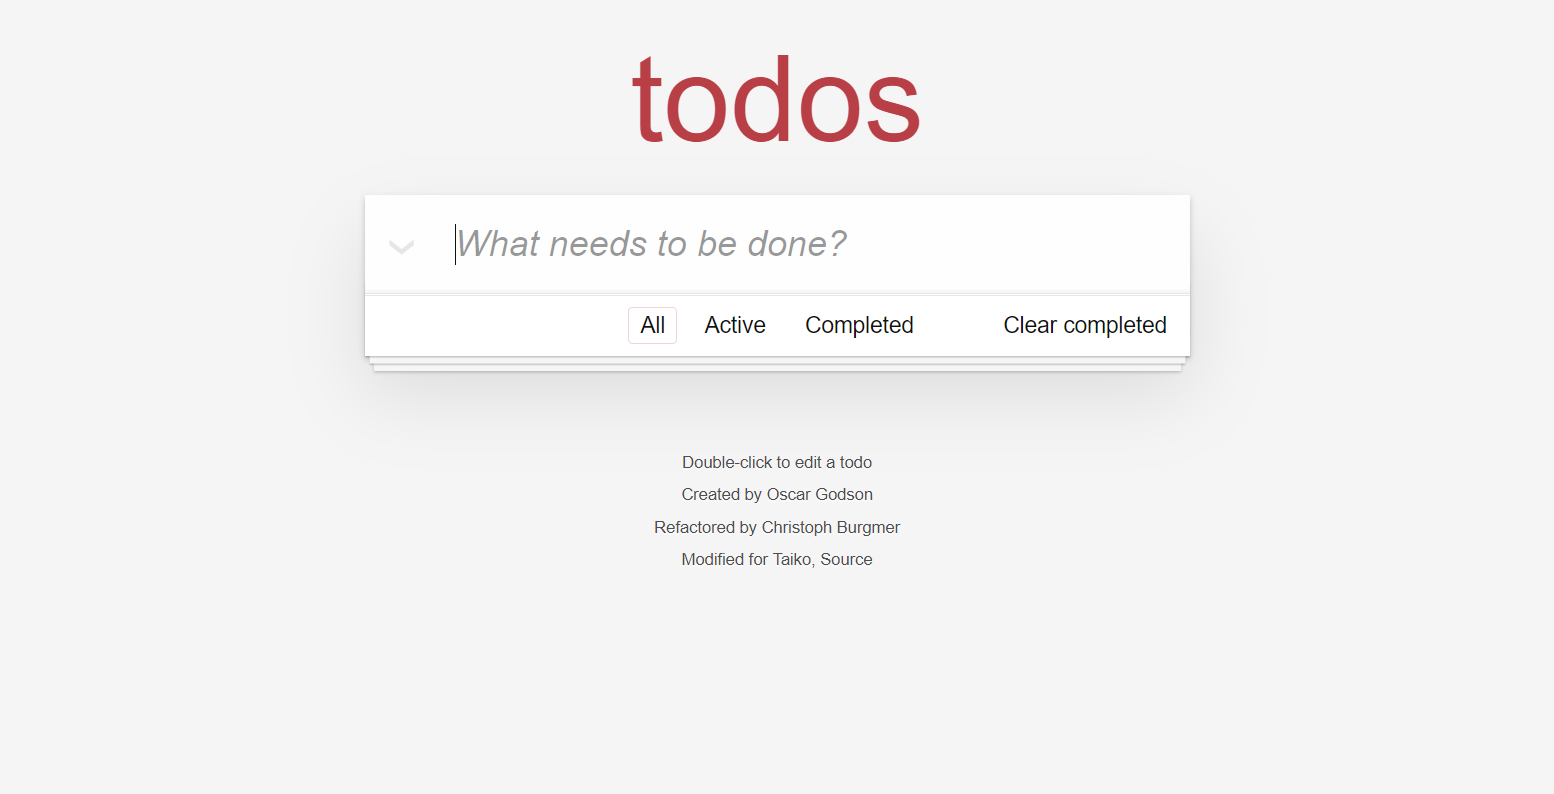 todos
What needs to be done?
All Active Completed Clear completed
Double-click to edit a todo
Created by Oscar Godson
Refactored by Christoph Burgmer
Modified for Taiko, Source